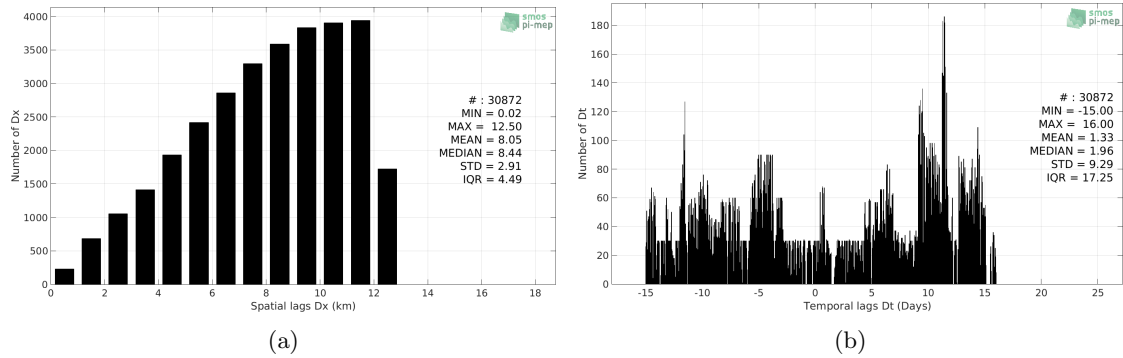 4000
3500
3000
2500
2000
1500
1000
500
0
Number of Dx
0 2 4 6 8 10 12 14 16 18
Spatial lags Dx (km)
smos
pi-mep
# : 30872
MIN = 0.02
MAX = 12.50
MEAN = 8.05
MEDIAN = 8.44
STD = 2.91
IQR = 4.49
(a)
180
160
140
120
100
80
60
40
20
0
Number of Dt
-15 -10 -5 0 5 10 15 20 25
Temporal lags Dt (Days)
smos
pi-mep
# : 30872
MIN = -15.00
MAX = 16.00
MEAN = 1.33
MEDIAN = 1.96
STD = 9.29
IQR = 17.25
(b)